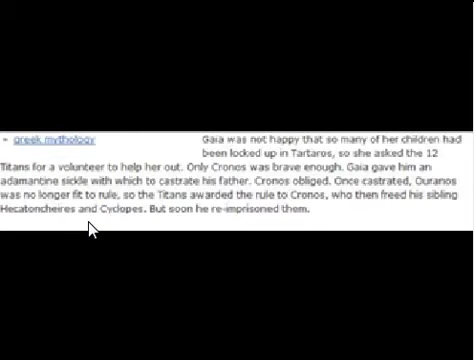 • greek mythology Gaia was not happy that so many of her children had
been locked up in Tartaros, so she asked the 12
Titans for a volunteer to help her out. Only Cronos was brave enough. Gaia gave him an
adamantine sickle with which to castrate his father. Cronos obliged. Once castrated, Ouranos
was no longer fit to rule, so the Titans awarded the rule to Cronos, who then freed his sibling
Hecatoncheires and Cyclopes. But soon he re-imprisoned them.